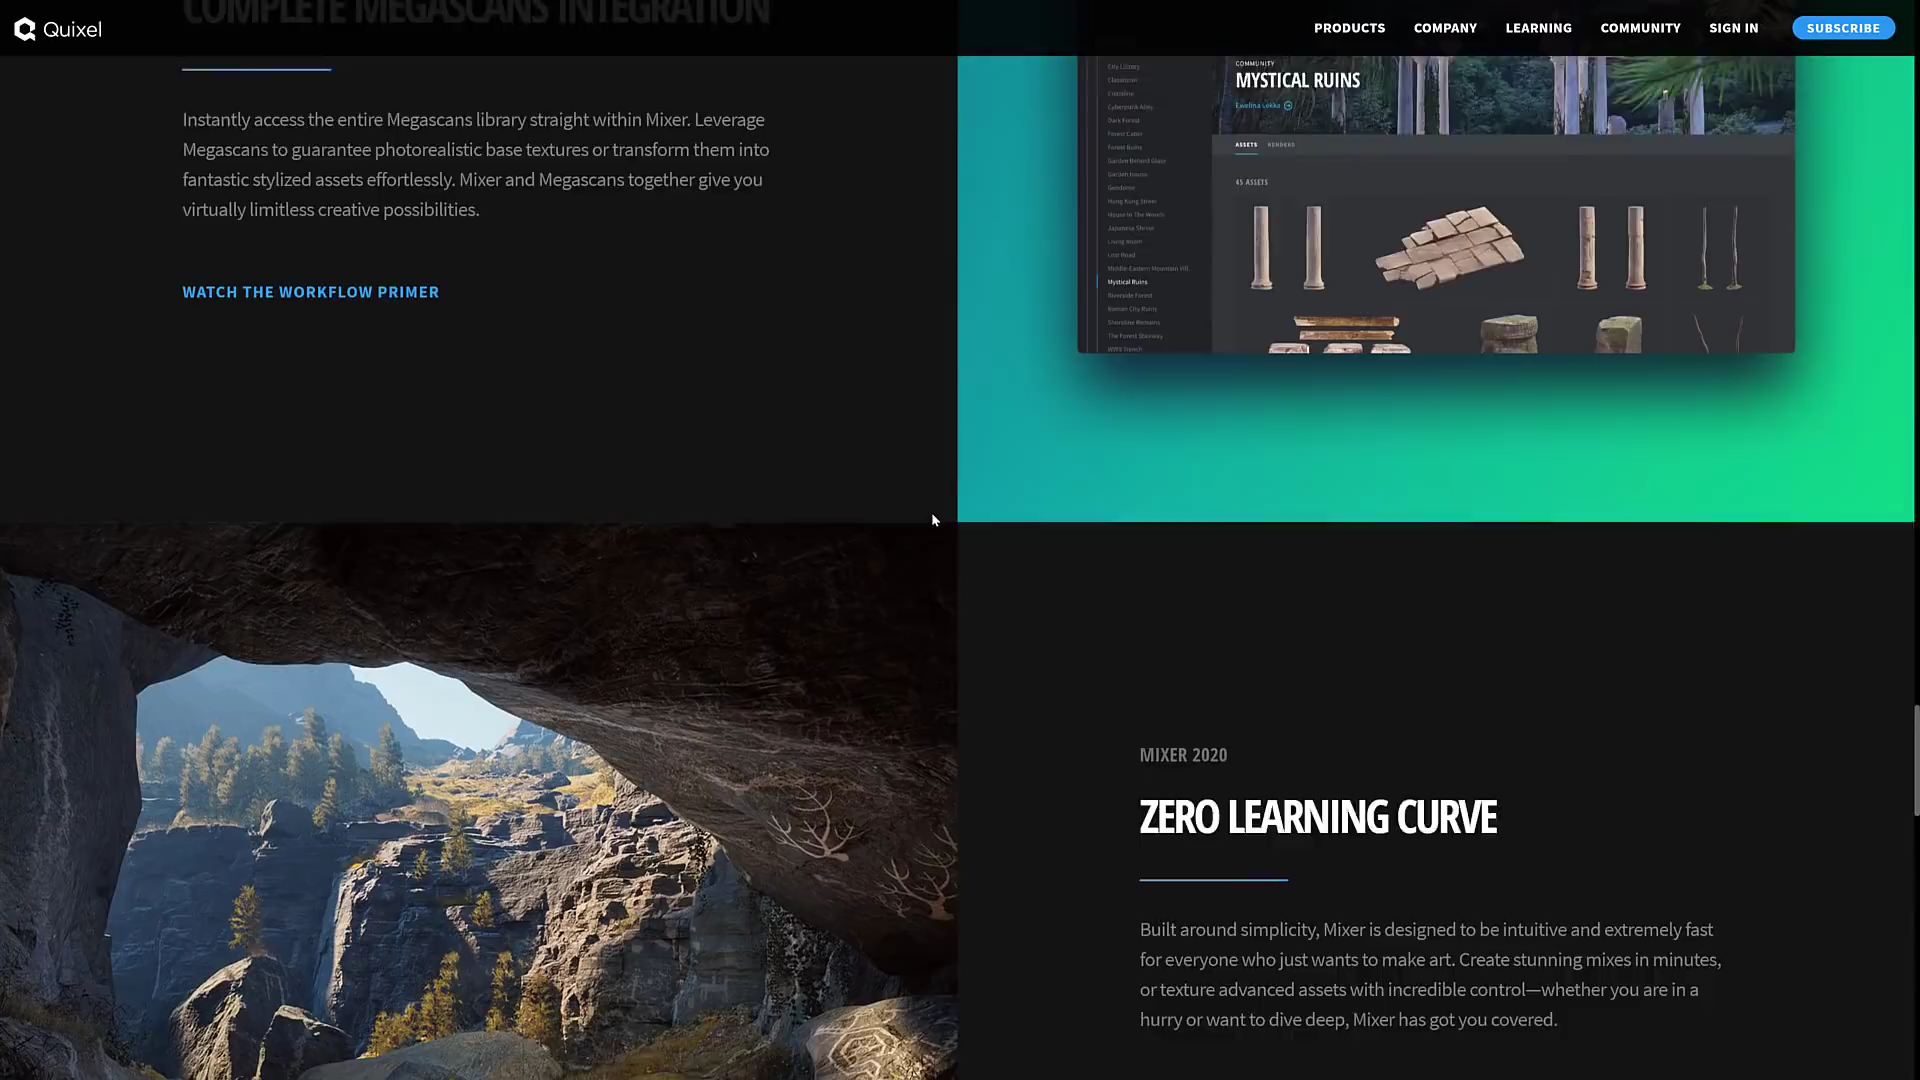 COMPLETE MEGASCANS INTEGRATION
Quixel
PRODUCTS
COMPANY
LEARNING
COMMUNITY
SIGN IN
SUBSCRIBE
Instantly access the entire Megascans library straight within Mixer. Leverage
Megascans to guarantee photorealistic base textures or transform them into
fantastic stylized assets effortlessly. Mixer and Megascans together give you
virtually limitless creative possibilities.
WATCH THE WORKFLOW PRIMER
City Library
Classroom
Coastline
Cyberpunk Alley
Dark Forest
Forest Cabin
Forest Ruins
Garden Behind Glass
Garden House
Goddess
Hong Kong Street
House In The Woods
Japanese Shrine
Living Room
Lost Road
Middle-Eastern Mountain Vill.
Mystical Ruins
Riverside Forest
Roman City Ruins
Shoreline Remains
The Forest Stairway
WWII Trench
COMMUNITY
MYSTICAL RUINS
Ewelina Lekka
ASSETS
RENDERS
45 ASSETS
MIXER 2020
ZERO LEARNING CURVE
Built around simplicity, Mixer is designed to be intuitive and extremely fast
for everyone who just wants to make art. Create stunning mixes in minutes,
or texture advanced assets with incredible control—whether you are in a
hurry or want to dive deep, Mixer has got you covered.